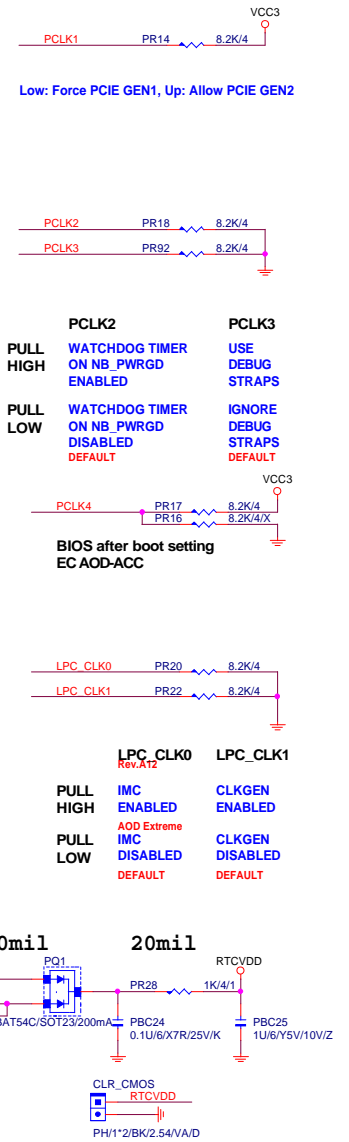 VCC3
PCLK1 PR14 8.2K/4
Low: Force PCIE GEN1, Up: Allow PCIE GEN2
PCLK2 PR18 8.2K/4
PCLK3 PR92 8.2K/4
PCLK2 PCLK3
PULL HIGH WATCHDOG TIMER ON NB_PWRGD ENABLED USE DEBUG STRAPS
PULL LOW WATCHDOG TIMER ON NB_PWRGD DISABLED IGNORE DEBUG STRAPS
DEFAULT DEFAULT
VCC3
PCLK4 PR17 8.2K/4
PR16 8.2K/4/X
BIOS after boot setting
EC AOD-ACC
LPC_CLK0 PR20 8.2K/4
LPC_CLK1 PR22 8.2K/4
LPC_CLK0 LPC_CLK1
Rev.A12
PULL HIGH IMC ENABLED CLKGEN ENABLED
AOD Extreme
PULL LOW IMC DISABLED CLKGEN DISABLED
DEFAULT DEFAULT
0mil 20mil
PQ1 RTCVDD
PR28 1K/4/1
BAT54C/SOT23/200mA PBC24 PBC25
0.1U/6/X7R/25V/K 1U/6/Y5V/10V/Z
CLR_CMOS
RTCVDD
PH/1*2/BK/2.54/VA/D